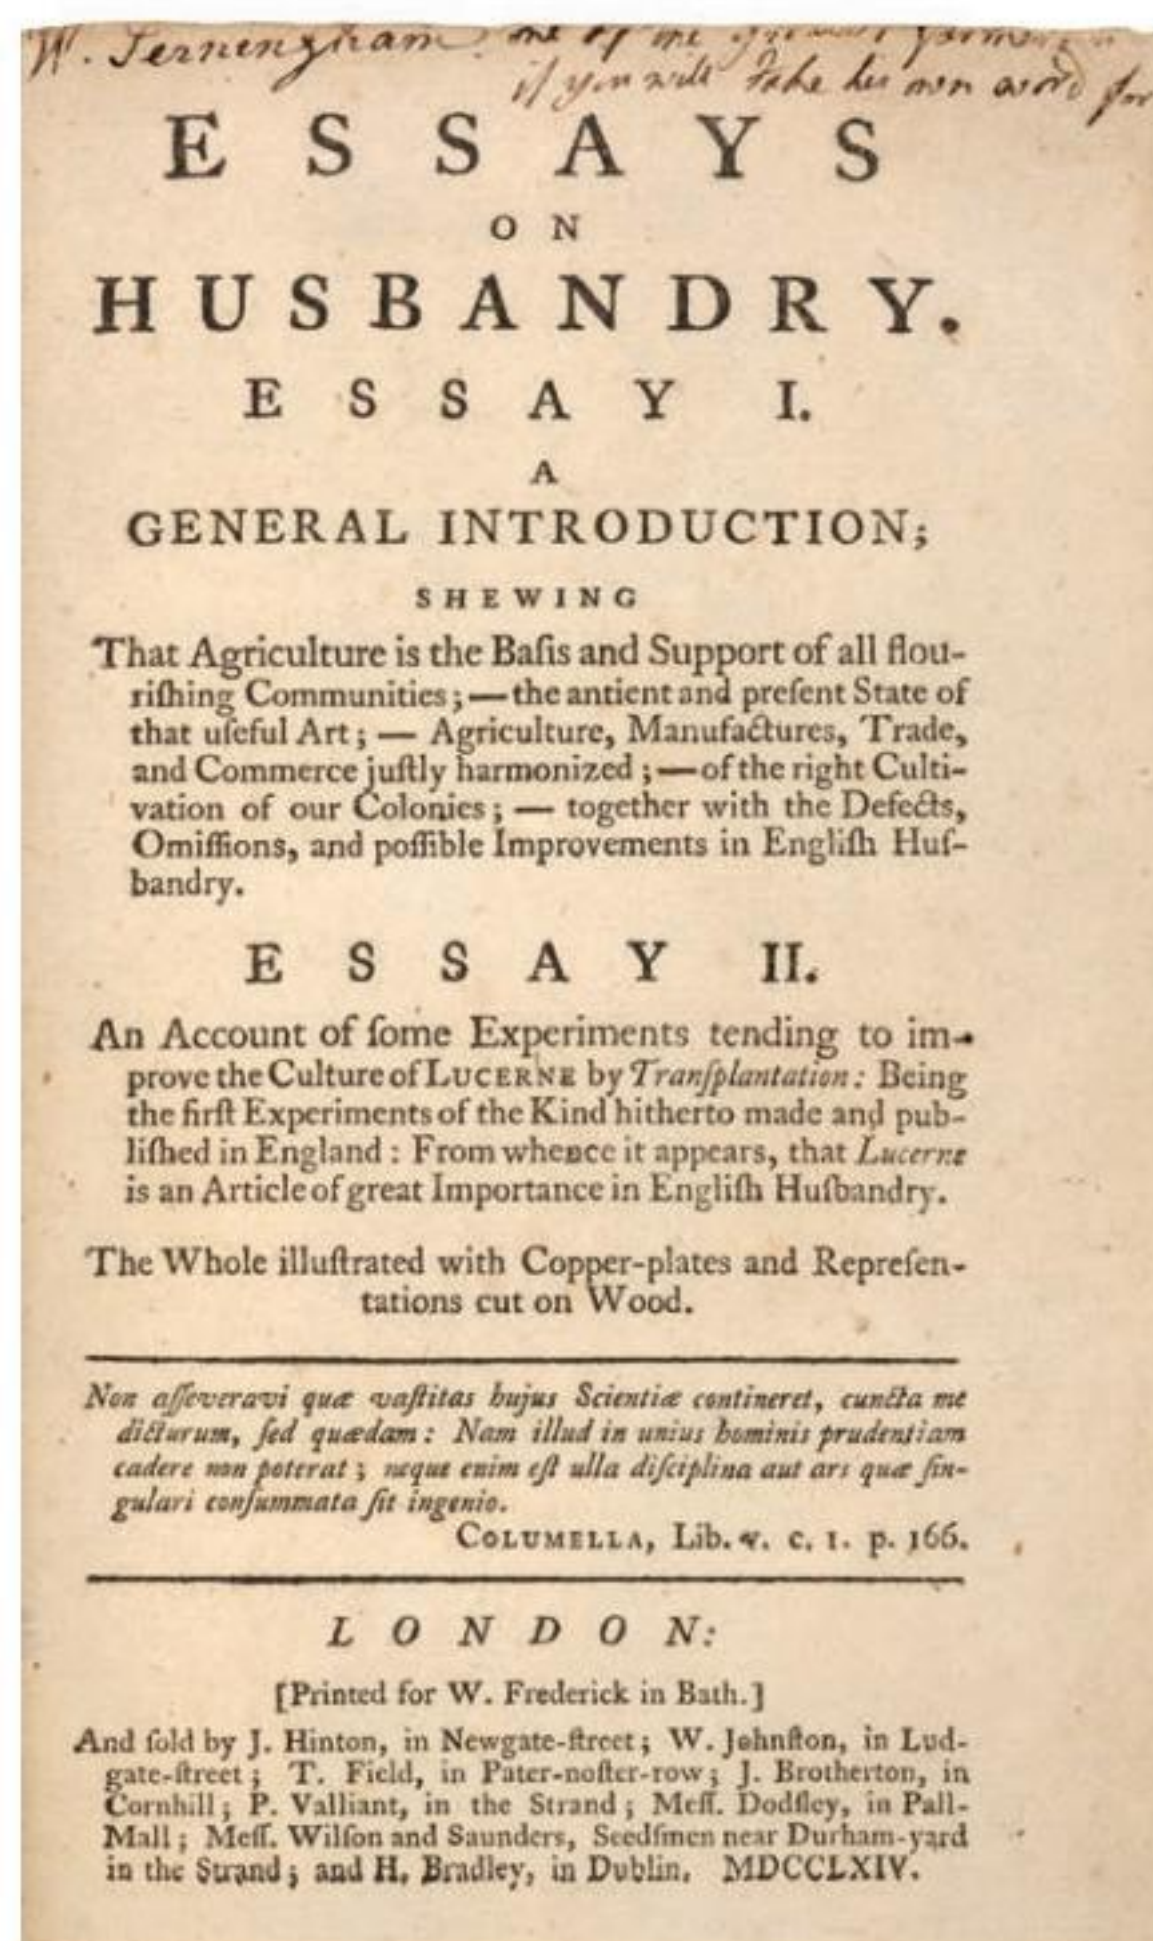 W. Jerningham one of the
if you will take his own word for
E S S A Y S
O N
H U S B A N D R Y.
E S S A Y I.
A
GENERAL INTRODUCTION;
S H E W I N G
That Agriculture is the Baſis and Support of all flou-
riſhing Communities;—the antient and preſent State of
that uſeful Art; — Agriculture, Manufactures, Trade,
and Commerce juſtly harmonized;—of the right Culti-
vation of our Colonies; — together with the Defects,
Omiſſions, and poſſible Improvements in Engliſh Huſ-
bandry.
E S S A Y II.
An Account of ſome Experiments tending to im-
prove the Culture of LUCERNE by Tranſplantation: Being
the firſt Experiments of the Kind hitherto made and pub-
liſhed in England: From whence it appears, that Lucerne
is an Article of great Importance in Engliſh Huſbandry.
The Whole illuſtrated with Copper-plates and Repreſen-
tations cut on Wood.
Non aſſeveravi quæ vaſtitas hujus Scientiæ contineret, cuncta me
dicturum, ſed quædam: Nam illud in unius hominis prudentiam
cadere non poterat; neque enim eſt ulla diſciplina aut ars quæ ſin-
gulari conſummata ſit ingenio.
COLUMELLA, Lib. v. c. 1. p. 166.
L O N D O N:
[Printed for W. Frederick in Bath.]
And ſold by J. Hinton, in Newgate-ſtreet; W. Johnſton, in Lud-
gate-ſtreet; T. Field, in Pater-noſter-row; J. Brotherton, in
Cornhill; P. Valliant, in the Strand; Meſſ. Dodſley, in Pall-
Mall; Meſſ. Wilſon and Saunders, Seedſmen near Durham-yard
in the Strand; and H. Bradley, in Dublin. MDCCLXIV.